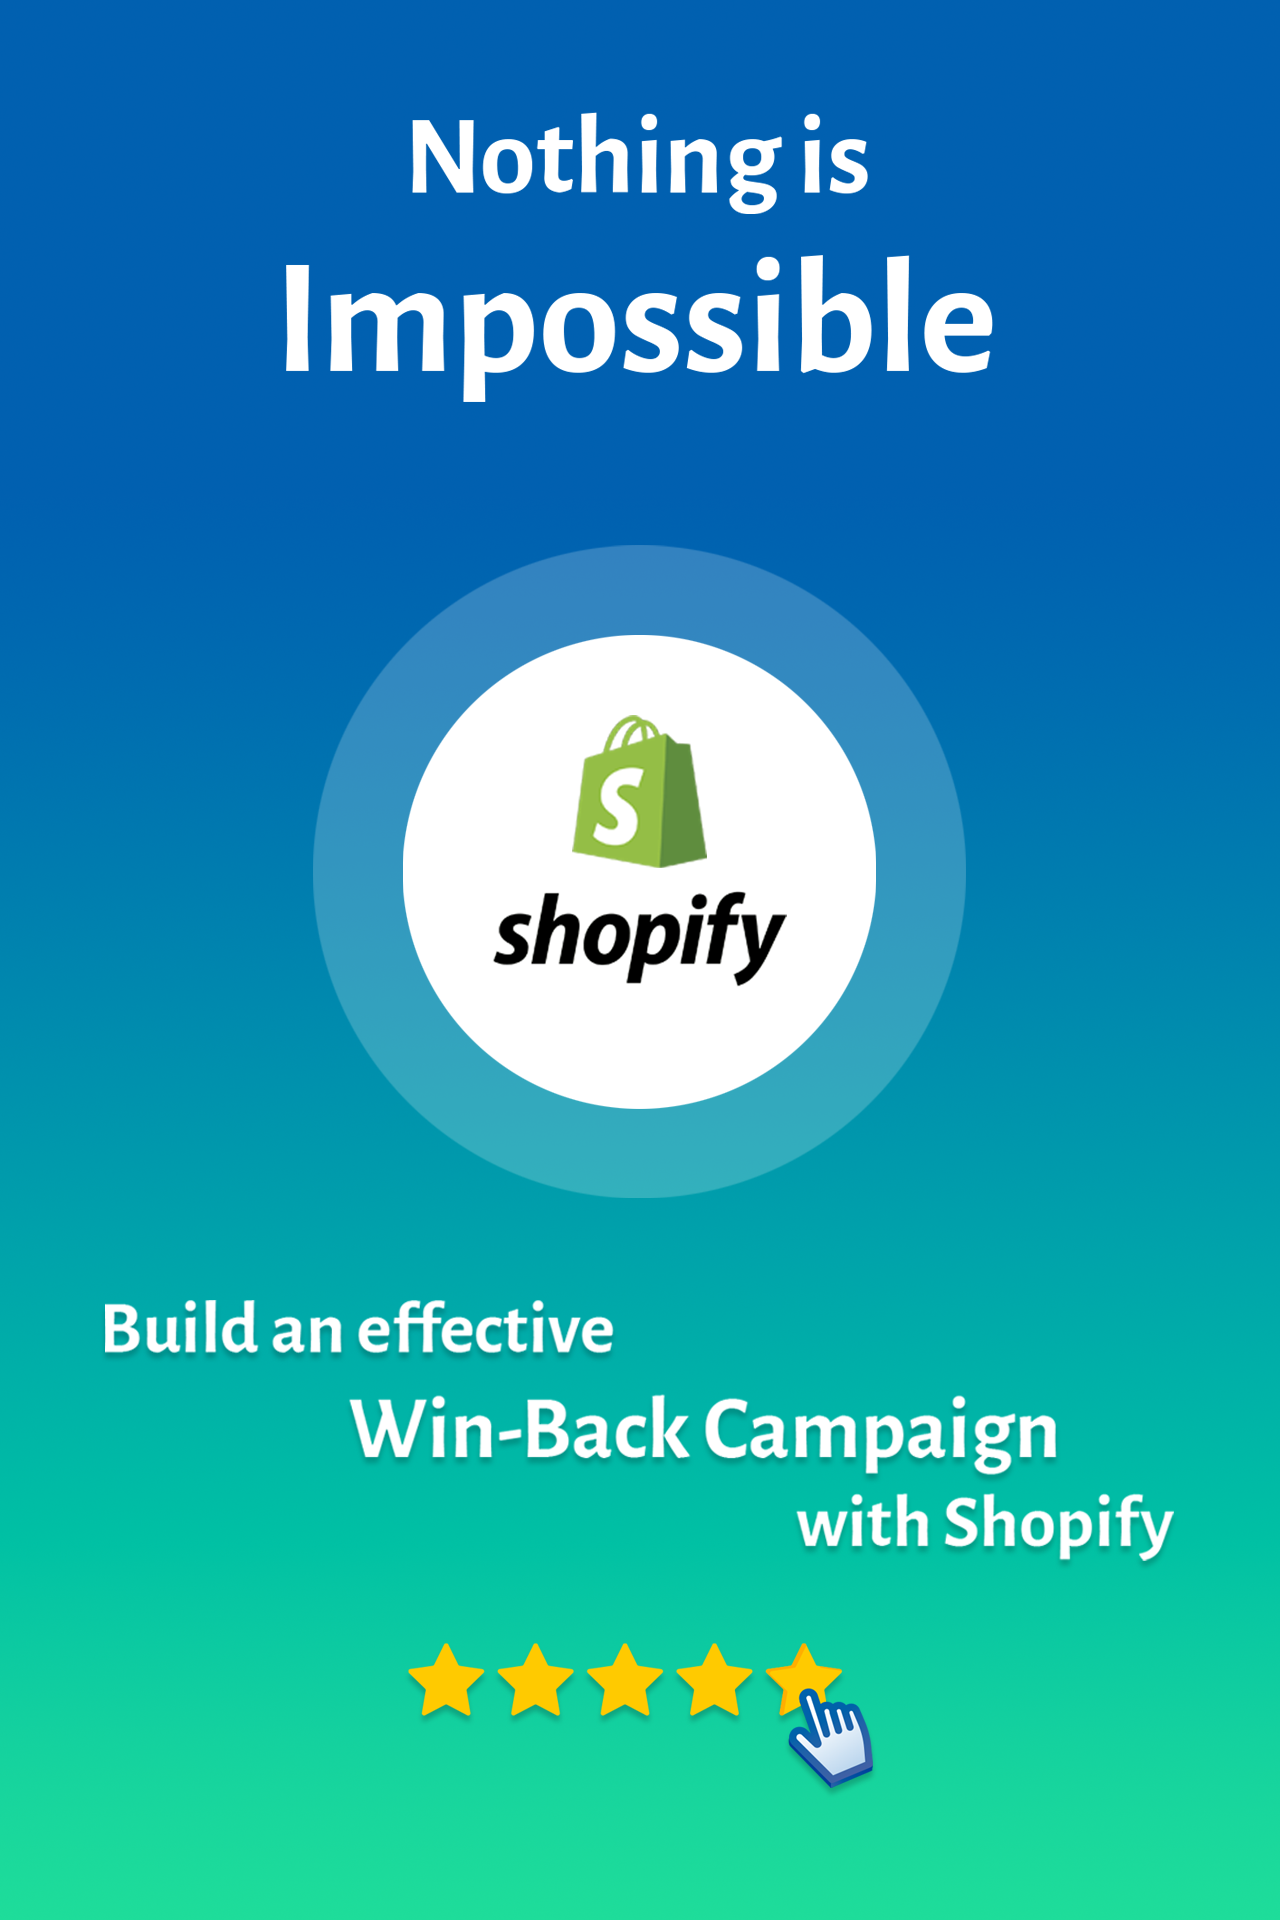 Nothing is
Impossible
S
shopify
Build an effective
Win-Back Campaign
with Shopify